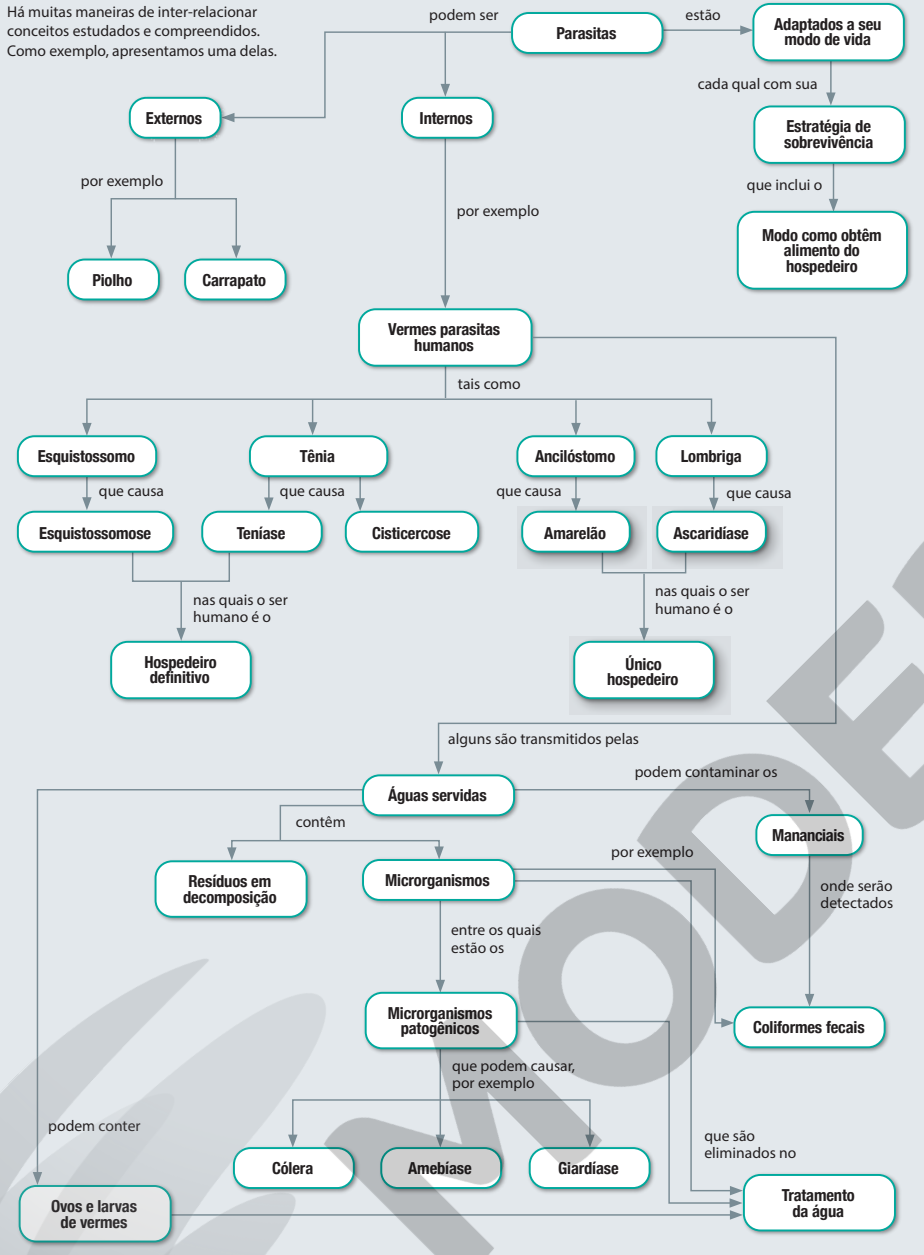 Há muitas maneiras de inter-relacionar
conceitos estudados e compreendidos.
Como exemplo, apresentamos uma delas.
podem ser
Parasitas
estão
Adaptados a seu
modo de vida
cada qual com sua
Externos
Internos
Estratégia de
sobrevivência
por exemplo
que inclui o
por exemplo
Modo como obtêm
alimento do
hospedeiro
Piolho
Carrapato
Vermes parasitas
humanos
tais como
Esquistossomo
Tênia
Ancilóstomo
Lombriga
que causa
que causa
que causa
que causa
Esquistossomose
Teníase
Cisticercose
Amarelão
Ascaridíase
nas quais o ser
humano é o
nas quais o ser
humano é o
Hospedeiro
definitivo
Único
hospedeiro
alguns são transmitidos pelas
podem contaminar os
Águas servidas
contêm
Mananciais
por exemplo
Resíduos em
decomposição
Microrganismos
onde serão
detectados
entre os quais
estão os
Microrganismos
patogênicos
Coliformes fecais
que podem causar,
por exemplo
podem conter
que são
eliminados no
Cólera
Amebíase
Giardíase
Ovos e larvas
de vermes
Tratamento
da água
MODE